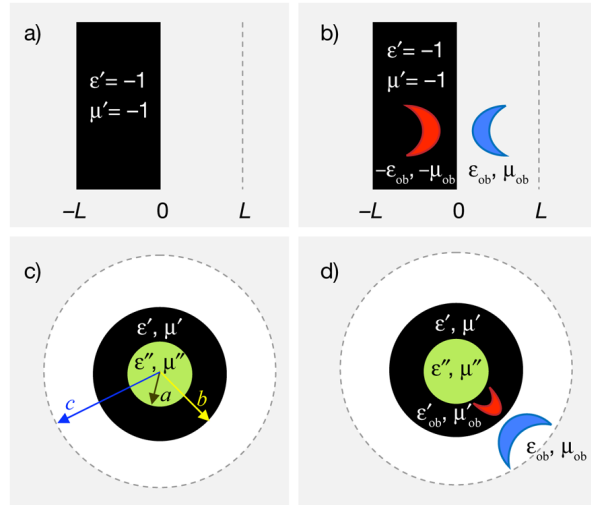 a)
ε′= −1
μ′= −1
−L 0 L
b)
ε′= −1
μ′= −1
−ε_ob, −μ_ob ε_ob, μ_ob
−L 0 L
c)
ε′, μ′
ε″, μ″
c a b
d)
ε′, μ′
ε″, μ″
ε′_ob, μ′_ob
ε_ob, μ_ob